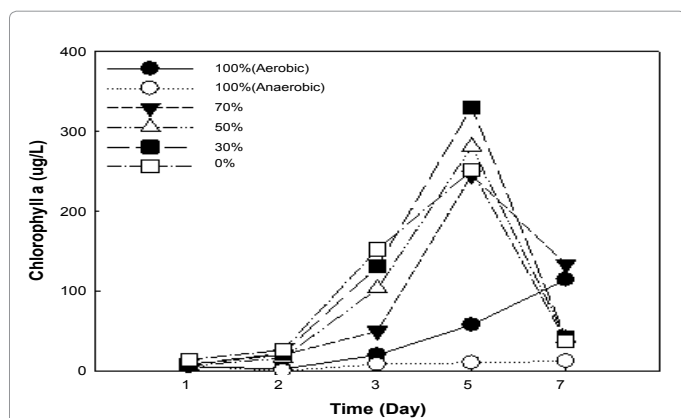 400
300
200
100
0
Chlorophyll a (ug/L)
100%(Aerobic)
100%(Anaerobic)
70%
50%
30%
0%
1 2 3 5 7
Time (Day)